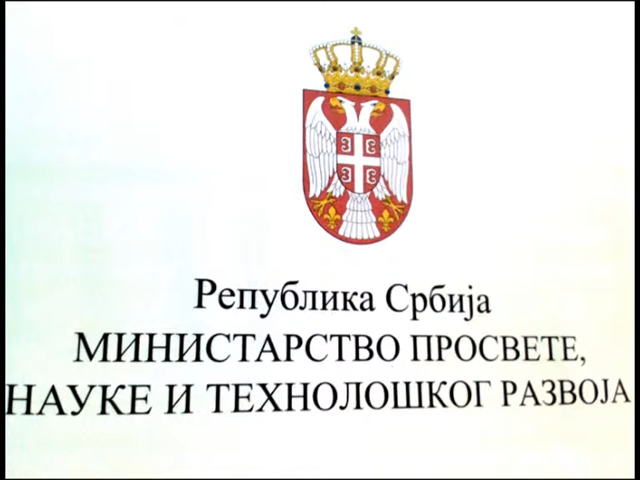 Република Србија
МИНИСТАРСТВО ПРОСВЕТЕ,
НАУКЕ И ТЕХНОЛОШКОГ РАЗВОЈА